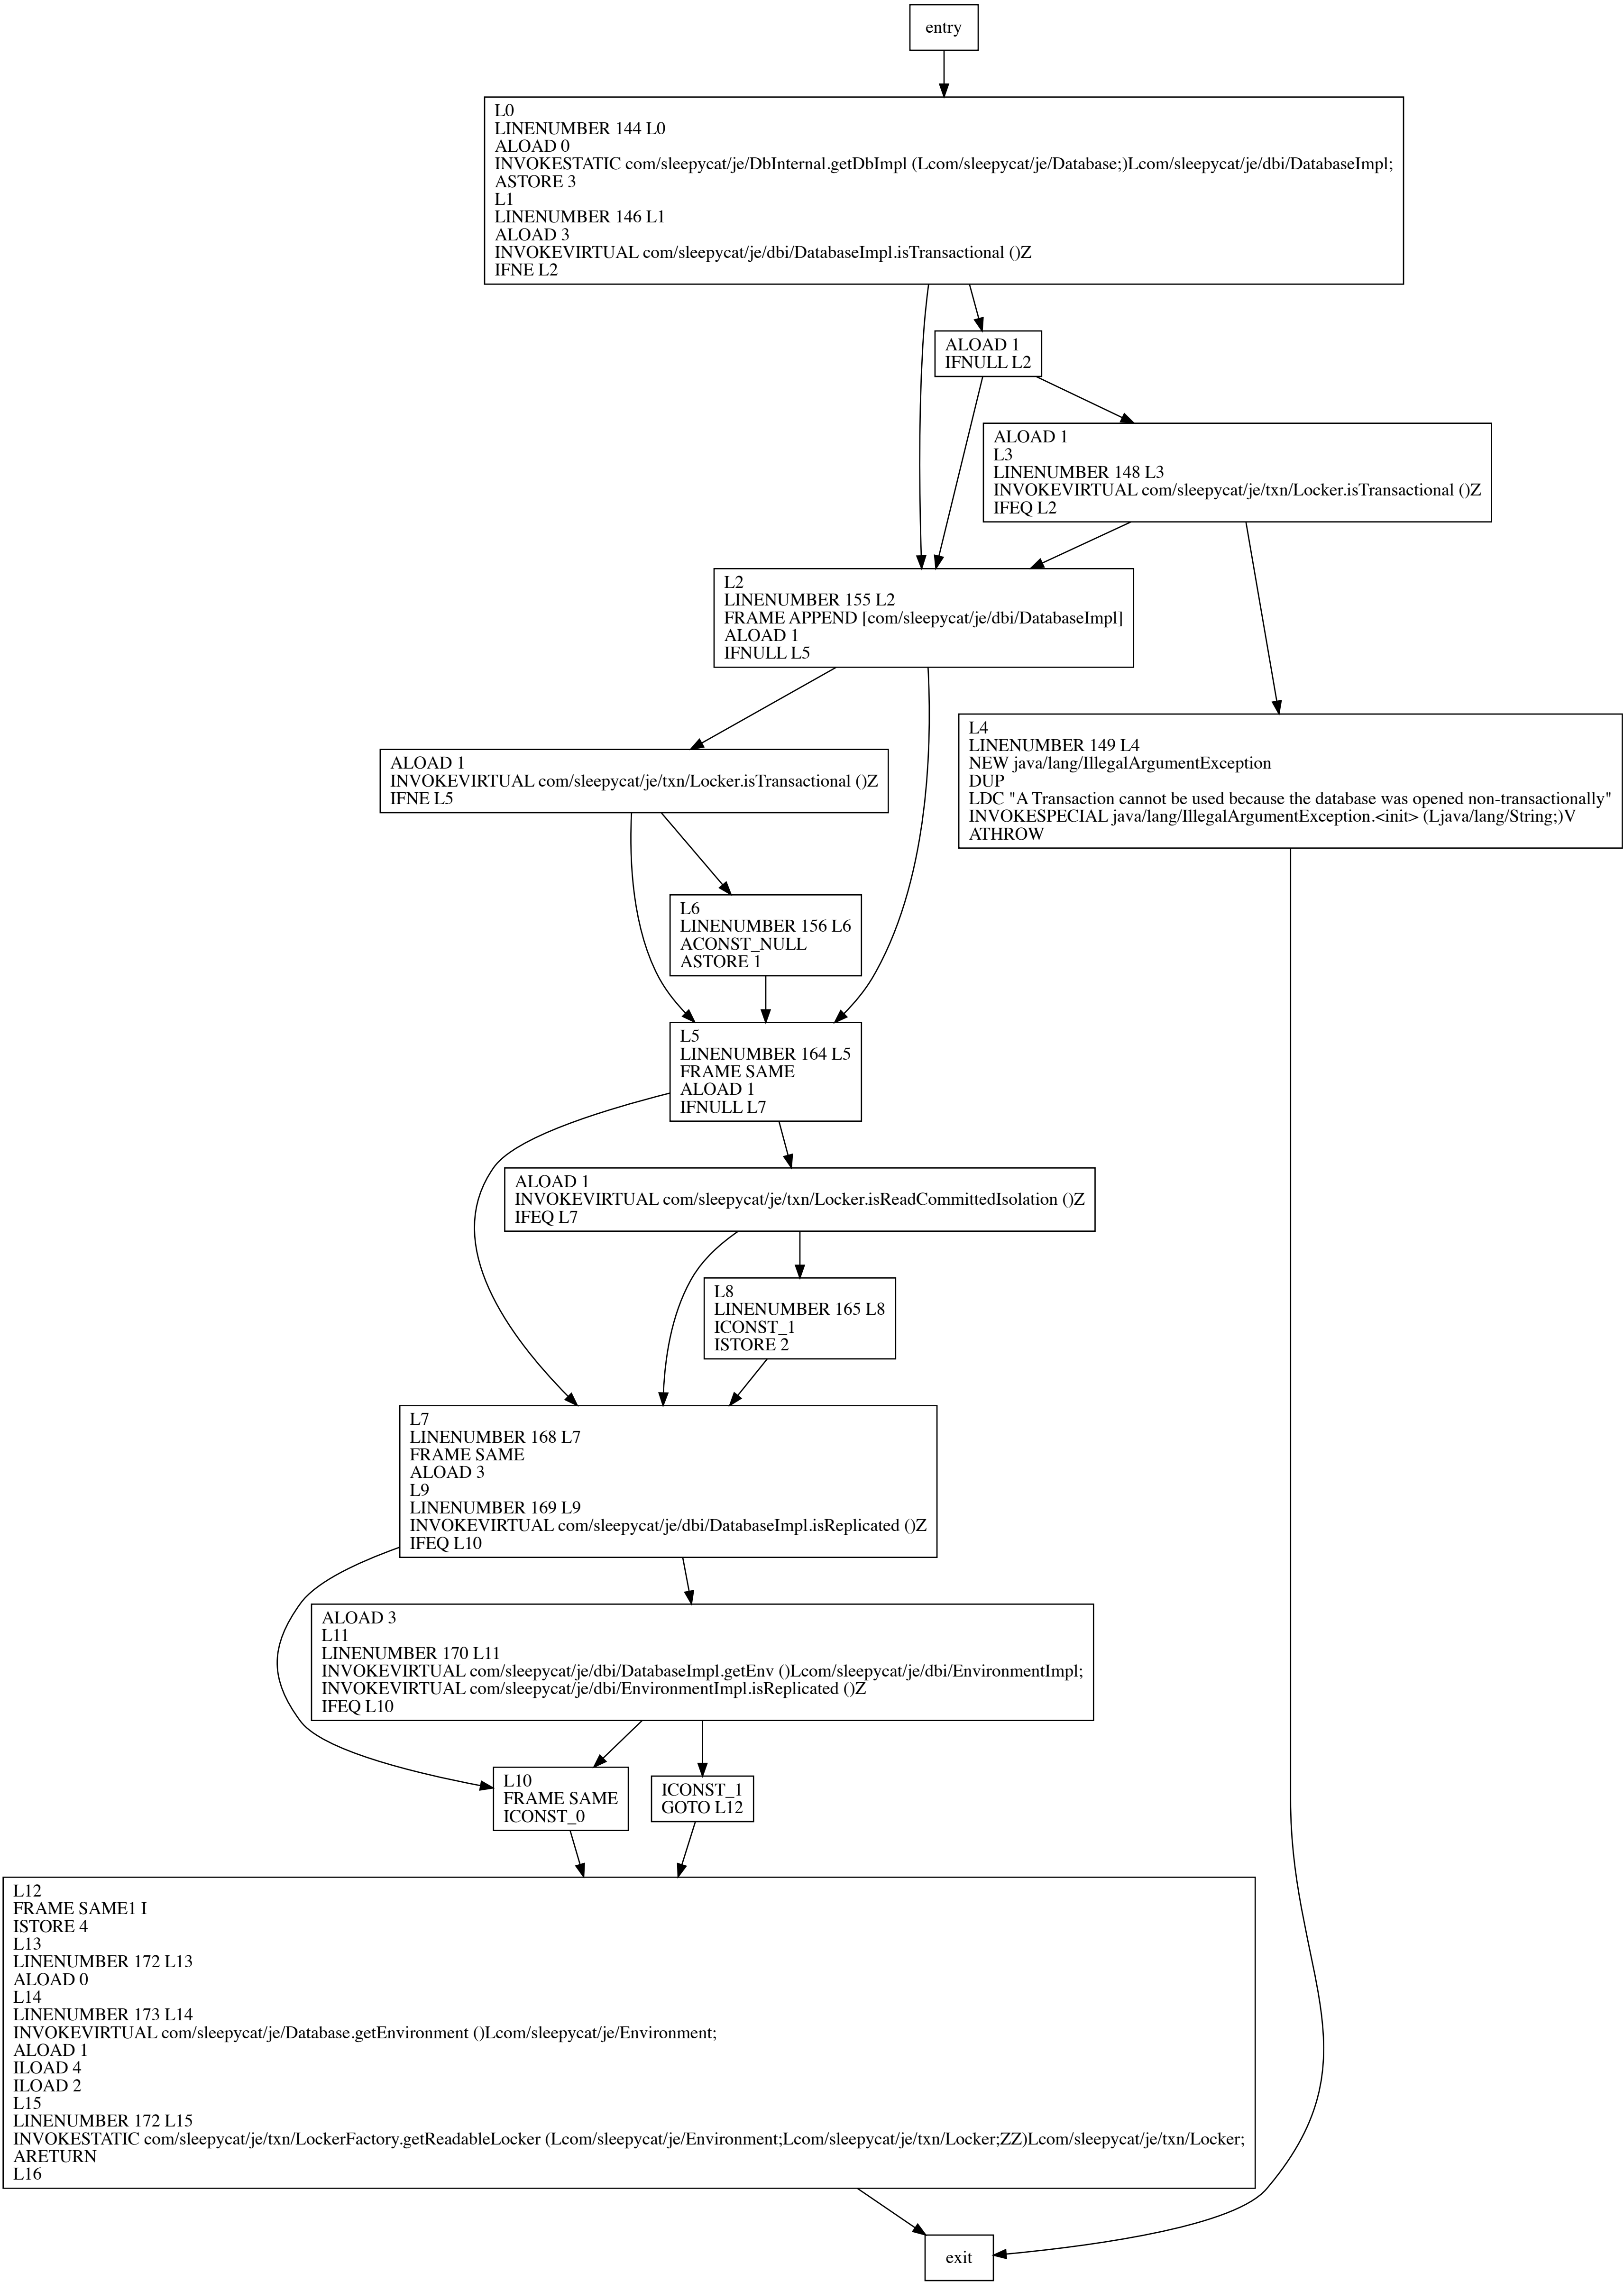 entry
L0
LINENUMBER 144 L0
ALOAD 0
INVOKESTATIC com/sleepycat/je/DbInternal.getDbImpl (Lcom/sleepycat/je/Database;)Lcom/sleepycat/je/dbi/DatabaseImpl;
ASTORE 3
L1
LINENUMBER 146 L1
ALOAD 3
INVOKEVIRTUAL com/sleepycat/je/dbi/DatabaseImpl.isTransactional ()Z
IFNE L2
ALOAD 1
IFNULL L2
ALOAD 1
L3
LINENUMBER 148 L3
INVOKEVIRTUAL com/sleepycat/je/txn/Locker.isTransactional ()Z
IFEQ L2
L2
LINENUMBER 155 L2
FRAME APPEND [com/sleepycat/je/dbi/DatabaseImpl]
ALOAD 1
IFNULL L5
L4
LINENUMBER 149 L4
NEW java/lang/IllegalArgumentException
DUP
LDC "A Transaction cannot be used because the database was opened non-transactionally"
INVOKESPECIAL java/lang/IllegalArgumentException.<init> (Ljava/lang/String;)V
ATHROW
ALOAD 1
INVOKEVIRTUAL com/sleepycat/je/txn/Locker.isTransactional ()Z
IFNE L5
L6
LINENUMBER 156 L6
ACONST_NULL
ASTORE 1
L5
LINENUMBER 164 L5
FRAME SAME
ALOAD 1
IFNULL L7
ALOAD 1
INVOKEVIRTUAL com/sleepycat/je/txn/Locker.isReadCommittedIsolation ()Z
IFEQ L7
L8
LINENUMBER 165 L8
ICONST_1
ISTORE 2
L7
LINENUMBER 168 L7
FRAME SAME
ALOAD 3
L9
LINENUMBER 169 L9
INVOKEVIRTUAL com/sleepycat/je/dbi/DatabaseImpl.isReplicated ()Z
IFEQ L10
ALOAD 3
L11
LINENUMBER 170 L11
INVOKEVIRTUAL com/sleepycat/je/dbi/DatabaseImpl.getEnv ()Lcom/sleepycat/je/dbi/EnvironmentImpl;
INVOKEVIRTUAL com/sleepycat/je/dbi/EnvironmentImpl.isReplicated ()Z
IFEQ L10
L10
FRAME SAME
ICONST_0
ICONST_1
GOTO L12
L12
FRAME SAME1 I
ISTORE 4
L13
LINENUMBER 172 L13
ALOAD 0
L14
LINENUMBER 173 L14
INVOKEVIRTUAL com/sleepycat/je/Database.getEnvironment ()Lcom/sleepycat/je/Environment;
ALOAD 1
ILOAD 4
ILOAD 2
L15
LINENUMBER 172 L15
INVOKESTATIC com/sleepycat/je/txn/LockerFactory.getReadableLocker (Lcom/sleepycat/je/Environment;Lcom/sleepycat/je/txn/Locker;ZZ)Lcom/sleepycat/je/txn/Locker;
ARETURN
L16
exit